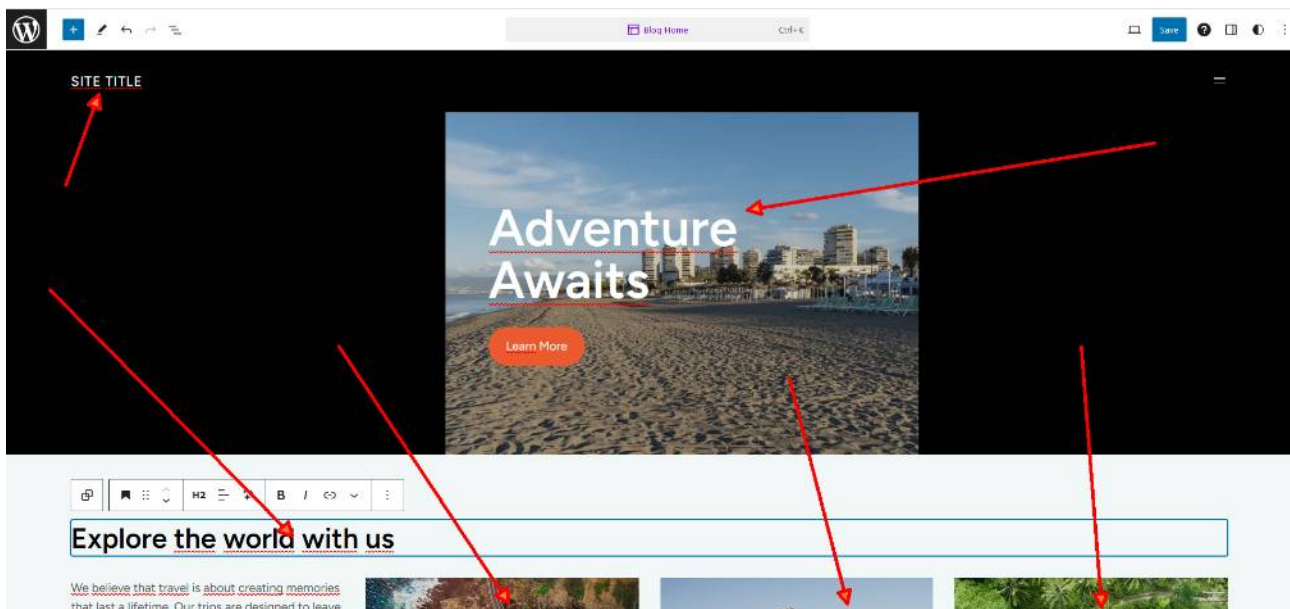 Blog Home Ctrl+K
Save
SITE TITLE
Adventure
Awaits
Learn More
H2 B I
Explore the world with us
We believe that travel is about creating memories
that last a lifetime. Our trips are designed to leave